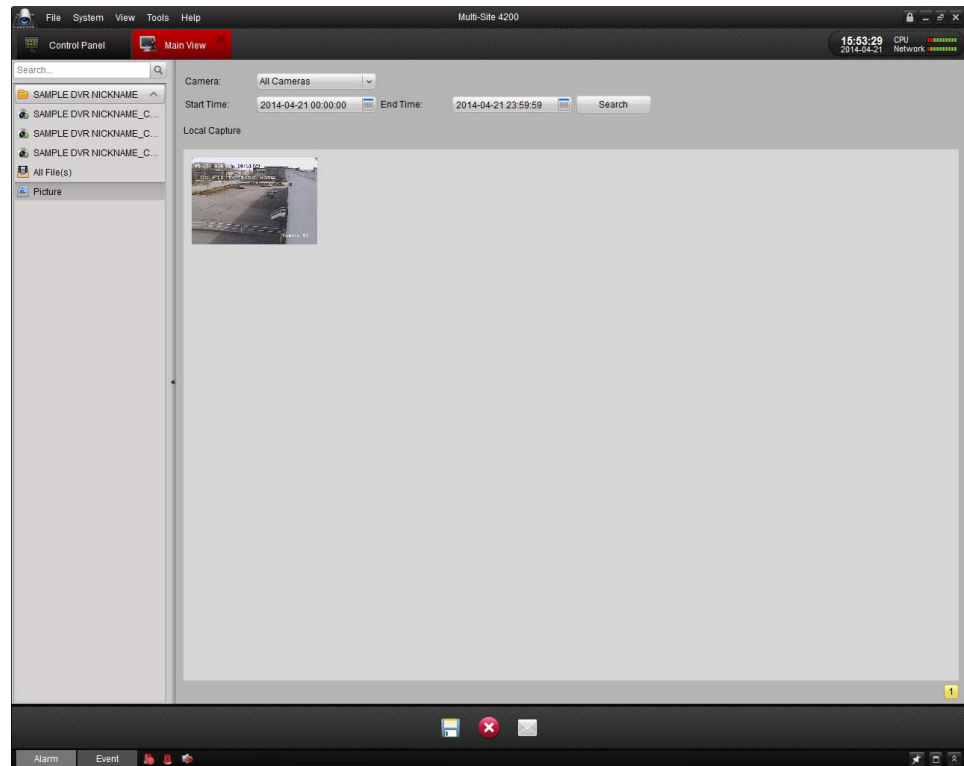 File System View Tools Help
Multi-Site 4200
Control Panel
Main View
15:53:29 CPU
2014-04-21 Network
Search...
SAMPLE DVR NICKNAME
SAMPLE DVR NICKNAME_C...
SAMPLE DVR NICKNAME_C...
SAMPLE DVR NICKNAME_C...
All File(s)
Picture
Camera: All Cameras
Start Time: 2014-04-21 00:00:00 End Time: 2014-04-21 23:59:59 Search
Local Capture
1
Alarm Event